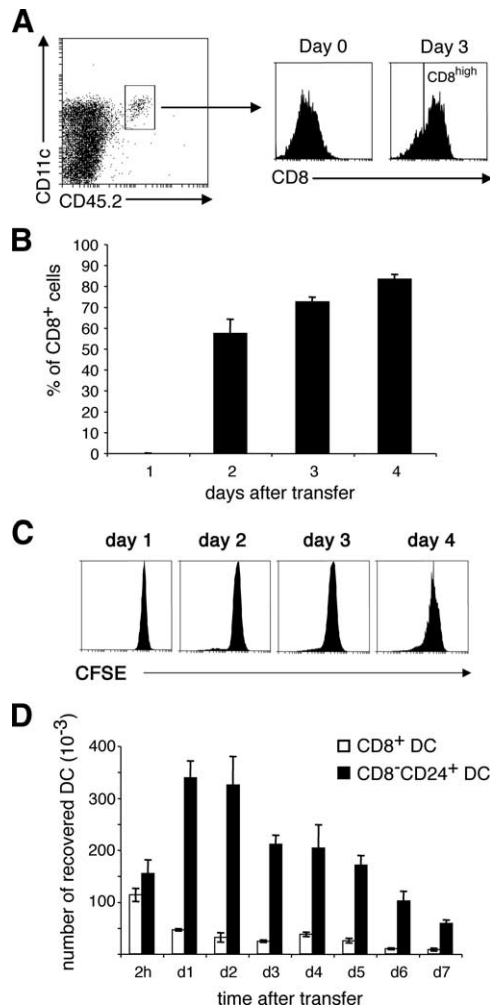 A
Day 0 Day 3
CD8high
CD11c
CD45.2
CD8
B
% of CD8+ cells
100
90
80
70
60
50
40
30
20
10
0
1 2 3 4
days after transfer
C
day 1 day 2 day 3 day 4
CFSE
D
number of recovered DC (10-3)
CD8+ DC
CD8-CD24+ DC
400
300
200
100
2h d1 d2 d3 d4 d5 d6 d7
time after transfer